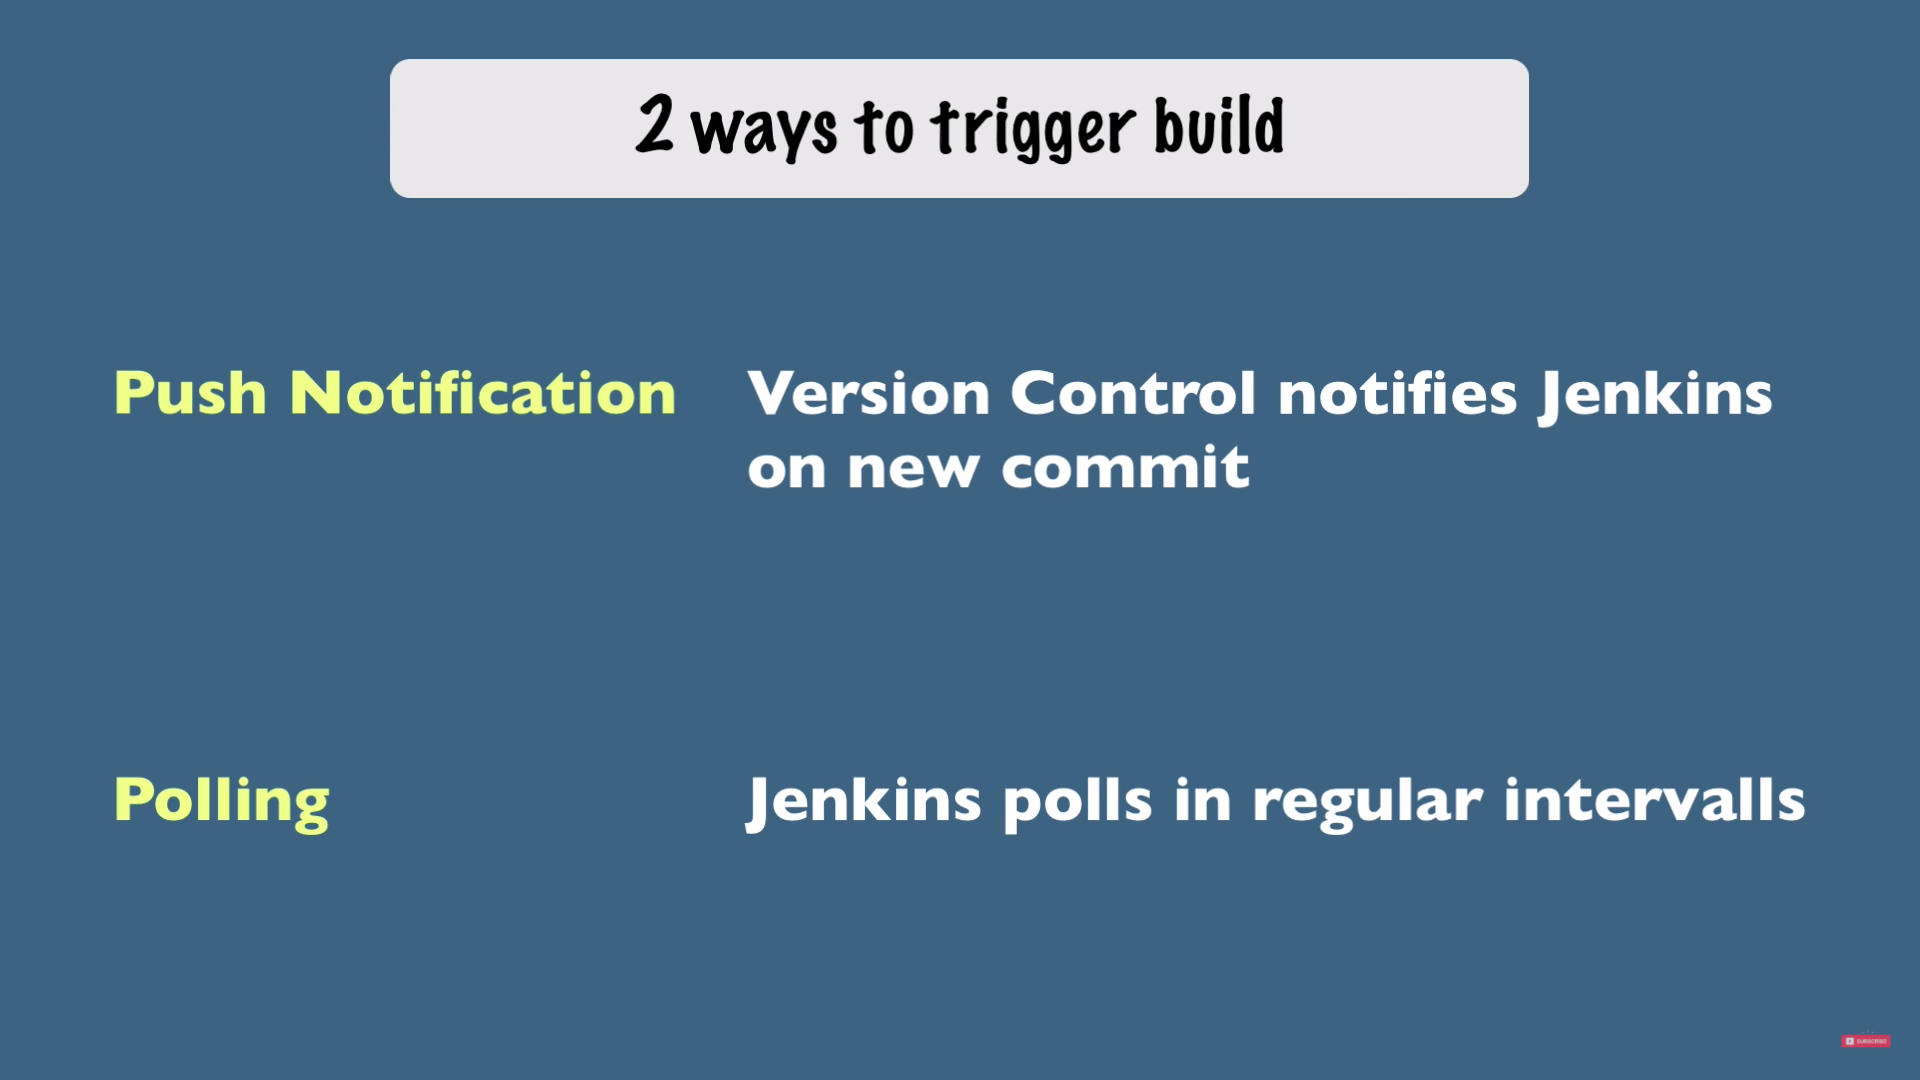 2 ways to trigger build
Push Notification
Version Control notifies Jenkins
on new commit
Polling
Jenkins polls in regular intervalls
SUBSCRIBE